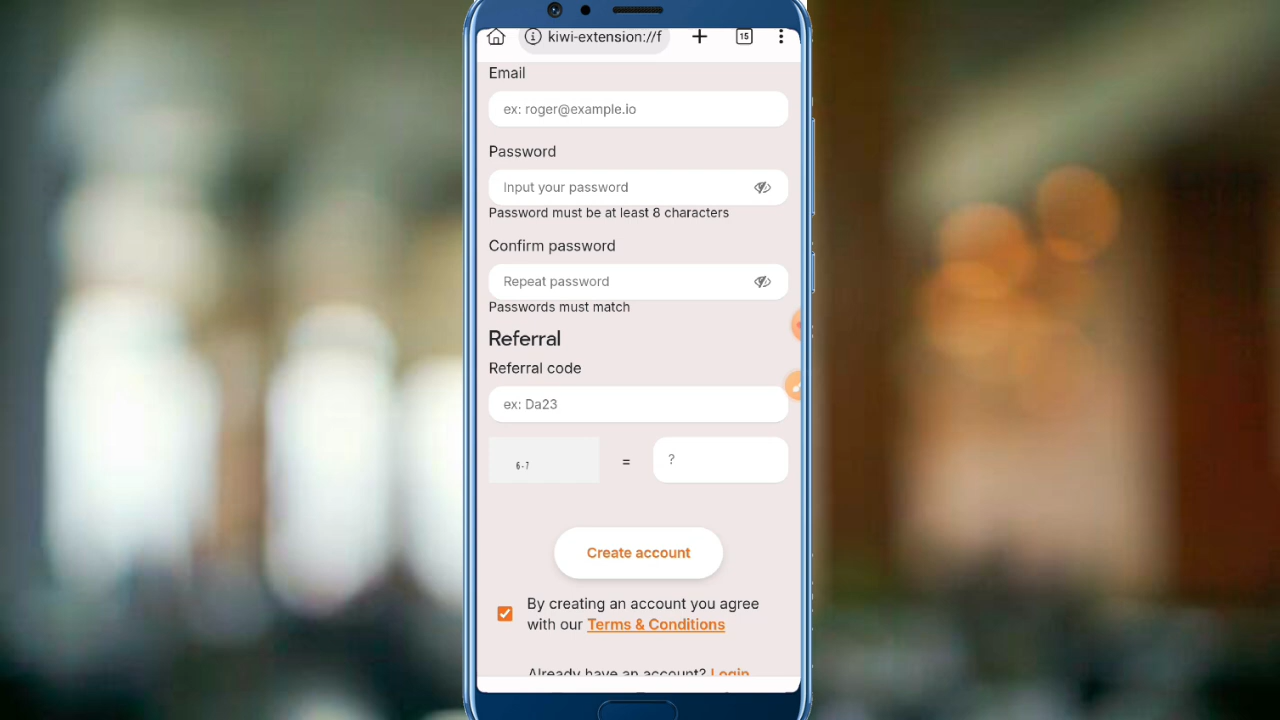 kiwi-extension://f
15
Email
ex: roger@example.io
Password
Input your password
Password must be at least 8 characters
Confirm password
Repeat password
Passwords must match
Referral
Referral code
ex: Da23
6-7 = ?
Create account
By creating an account you agree
with our Terms & Conditions
Already have an account? Login